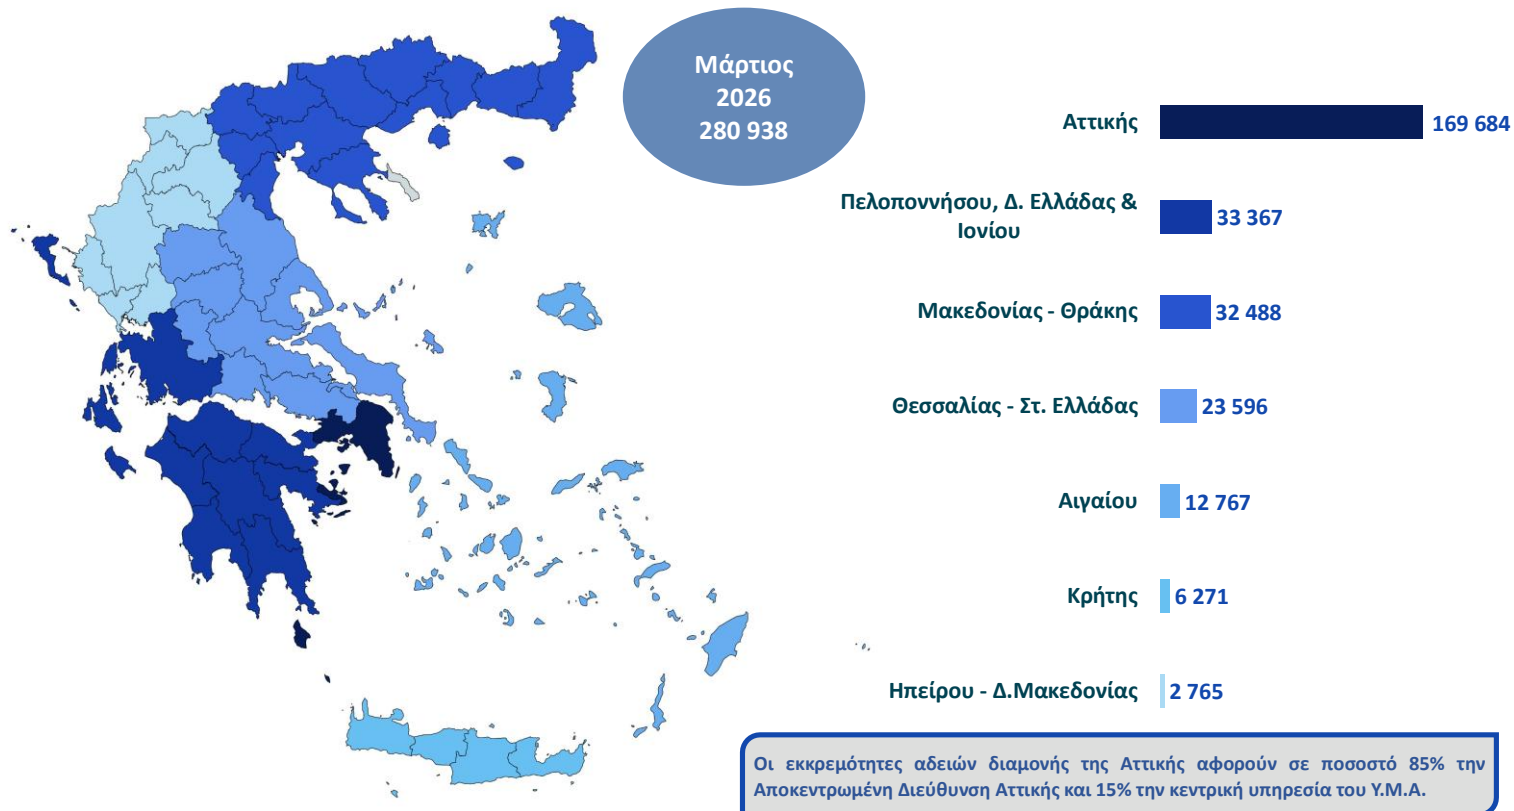 Μάρτιος
2026
280 938
Αττικής
169 684
Πελοποννήσου, Δ. Ελλάδας &
Ιονίου
33 367
Μακεδονίας - Θράκης
32 488
Θεσσαλίας - Στ. Ελλάδας
23 596
Αιγαίου
12 767
Κρήτης
6 271
Ηπείρου - Δ.Μακεδονίας
2 765
Οι εκκρεμότητες αδειών διαμονής της Αττικής αφορούν σε ποσοστό 85% την
Αποκεντρωμένη Διεύθυνση Αττικής και 15% την κεντρική υπηρεσία του Υ.Μ.Α.